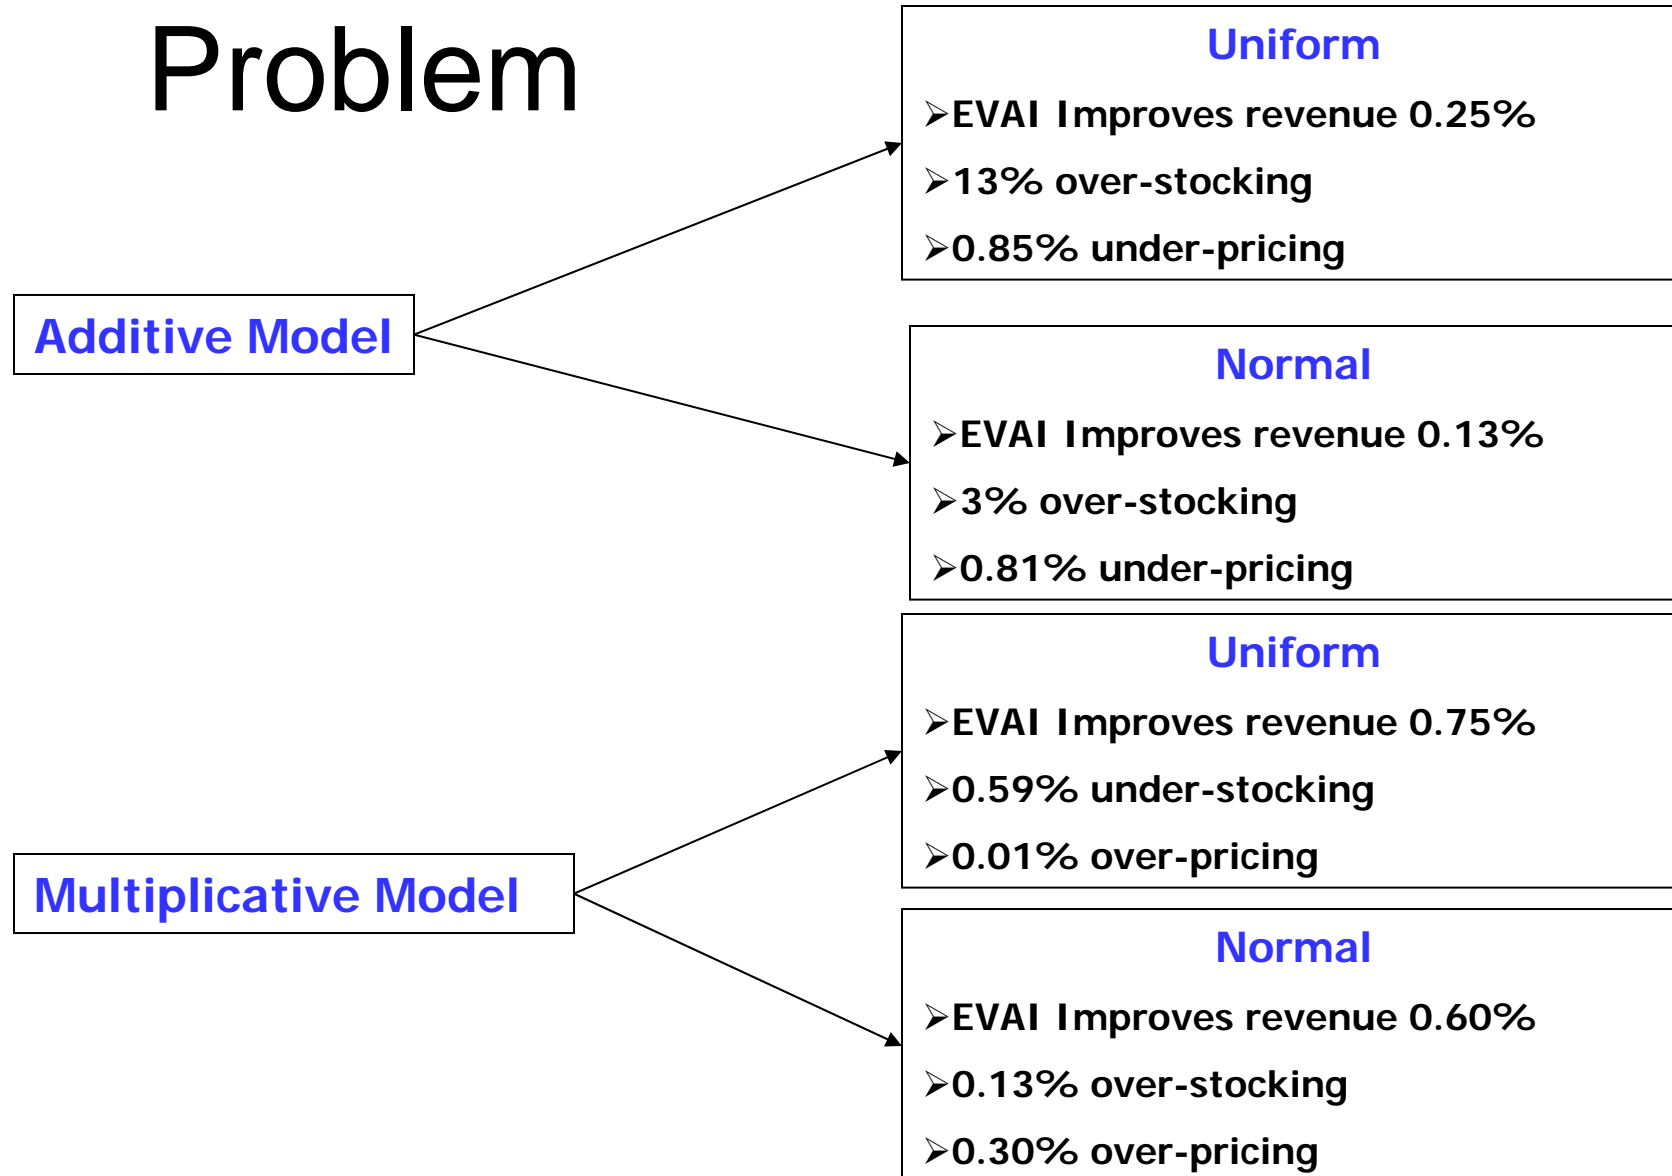 Problem
Additive Model
Uniform
➢EVAI Improves revenue 0.25%
➢13% over-stocking
➢0.85% under-pricing
Normal
➢EVAI Improves revenue 0.13%
➢3% over-stocking
➢0.81% under-pricing
Multiplicative Model
Uniform
➢EVAI Improves revenue 0.75%
➢0.59% under-stocking
➢0.01% over-pricing
Normal
➢EVAI Improves revenue 0.60%
➢0.13% over-stocking
➢0.30% over-pricing